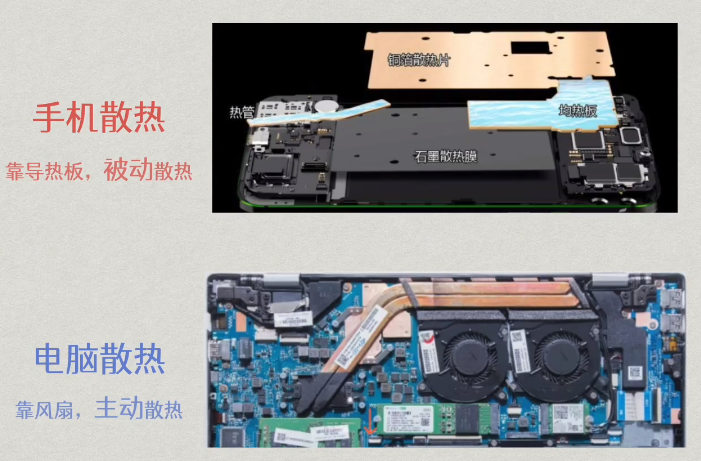 手机散热
靠导热板，被动散热
铜箔散热片
热管
均热板
石墨散热膜
电脑散热
靠风扇，主动散热